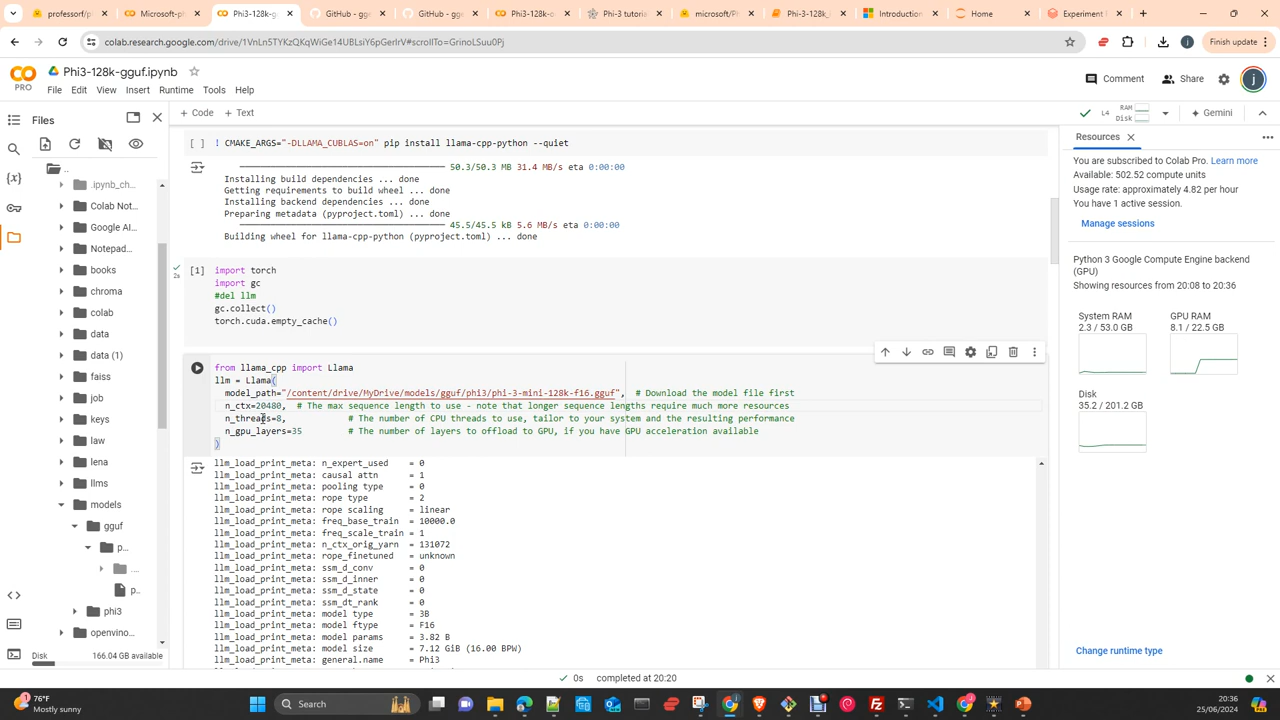 professorf/p
Microsoft-p
Phi3-128k-g
GitHub - gg
GitHub - gg
Phi3-128k-o
Phi-3 tutoria
microsoft/Ph
Phi3-128k_i
Introduction
Home
Experiment
colab.research.google.com/drive/1VnLn5TYKzQKqWiGe14UBLsiY6pGerIrV#scrollTo=GrinoLSuu0Pj
Finish update
PRO
Phi3-128k-gguf.ipynb
File Edit View Insert Runtime Tools Help
Comment
Share
Files
+ Code + Text
L4
RAM
Disk
Gemini
..
.ipynb_ch...
Colab Not...
Google AI...
Notepad...
books
chroma
colab
data
data (1)
faiss
job
keys
law
lena
llms
models
gguf
p...
...
p..
phi3
openvino...
Disk 166.04 GB available
[ ] ! CMAKE_ARGS="-DLLAMA_CUBLAS=on" pip install llama-cpp-python --quiet
50.3/50.3 MB 31.4 MB/s eta 0:00:00
Installing build dependencies ... done
Getting requirements to build wheel ... done
Installing backend dependencies ... done
Preparing metadata (pyproject.toml) ... done
45.5/45.5 kB 5.6 MB/s eta 0:00:00
Building wheel for llama-cpp-python (pyproject.toml) ... done
[1] import torch
2s
import gc
#del llm
gc.collect()
torch.cuda.empty_cache()
from llama_cpp import Llama
llm = Llama(
model_path="/content/drive/MyDrive/models/gguf/phi3/phi-3-mini-128k-f16.gguf", # Download the model file first
n_ctx=20480, # The max sequence length to use - note that longer sequence lengths require much more resources
n_threads=8, # The number of CPU threads to use, tailor to your system and the resulting performance
n_gpu_layers=35 # The number of layers to offload to GPU, if you have GPU acceleration available
)
llm_load_print_meta: n_expert_used = 0
llm_load_print_meta: causal attn = 1
llm_load_print_meta: pooling type = 0
llm_load_print_meta: rope type = 2
llm_load_print_meta: rope scaling = linear
llm_load_print_meta: freq_base_train = 10000.0
llm_load_print_meta: freq_scale_train = 1
llm_load_print_meta: n_ctx_orig_yarn = 131072
llm_load_print_meta: rope_finetuned = unknown
llm_load_print_meta: ssm_d_conv = 0
llm_load_print_meta: ssm_d_inner = 0
llm_load_print_meta: ssm_d_state = 0
llm_load_print_meta: ssm_dt_rank = 0
llm_load_print_meta: model type = 3B
llm_load_print_meta: model ftype = F16
llm_load_print_meta: model params = 3.82 B
llm_load_print_meta: model size = 7.12 GiB (16.00 BPW)
llm_load_print_meta: general.name = Phi3
Resources
You are subscribed to Colab Pro. Learn more
Available: 502.52 compute units
Usage rate: approximately 4.82 per hour
You have 1 active session.
Manage sessions
Python 3 Google Compute Engine backend
(GPU)
Showing resources from 20:08 to 20:36
System RAM
2.3 / 53.0 GB
GPU RAM
8.1 / 22.5 GB
Disk
35.2 / 201.2 GB
Change runtime type
0s completed at 20:20
76°F
Mostly sunny
Search
20:36
25/06/2024